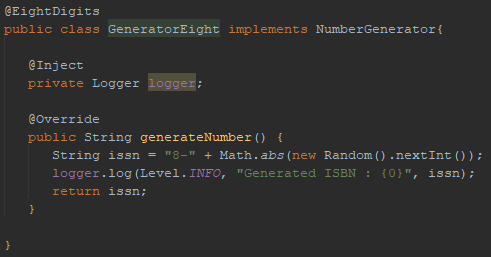 @EightDigits
public class GeneratorEight implements NumberGenerator{
@Inject
private Logger logger;
@Override
public String generateNumber() {
String issn = "8-" + Math.abs(new Random().nextInt());
logger.log(Level.INFO, "Generated ISBN : {0}", issn);
return issn;
}
}